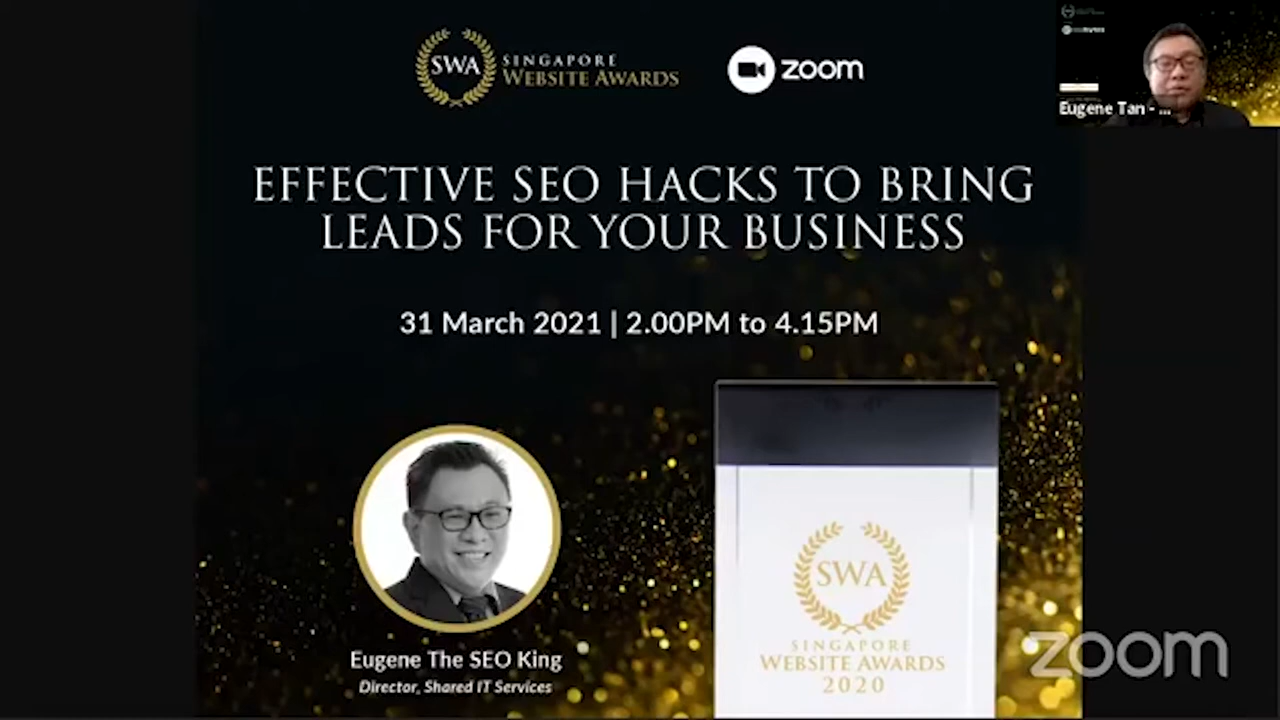 SWA
SINGAPORE
WEBSITE AWARDS
zoom
Eugene Tan - ...
EFFECTIVE SEO HACKS TO BRING
LEADS FOR YOUR BUSINESS
31 March 2021 | 2.00PM to 4.15PM
Eugene The SEO King
Director, Shared IT Services
SWA
SINGAPORE
WEBSITE AWARDS
2020
zoom